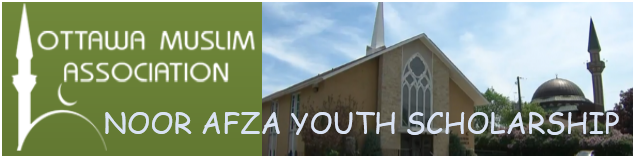 OTTAWA MUSLIM
ASSOCIATION
NOOR AFZA YOUTH SCHOLARSHIP